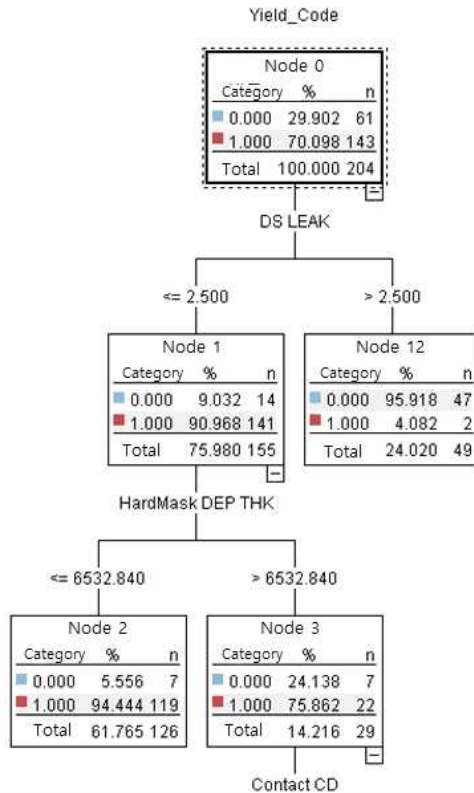 Yield_Code
Node 0
Category % n
0.000 29.902 61
1.000 70.098 143
Total 100.000 204
DS LEAK
<= 2.500
> 2.500
Node 1
Category % n
0.000 9.032 14
1.000 90.968 141
Total 75.980 155
Node 12
Category % n
0.000 95.918 47
1.000 4.082 2
Total 24.020 49
HardMask DEP THK
<= 6532.840
> 6532.840
Node 2
Category % n
0.000 5.556 7
1.000 94.444 119
Total 61.765 126
Node 3
Category % n
0.000 24.138 7
1.000 75.862 22
Total 14.216 29
Contact CD